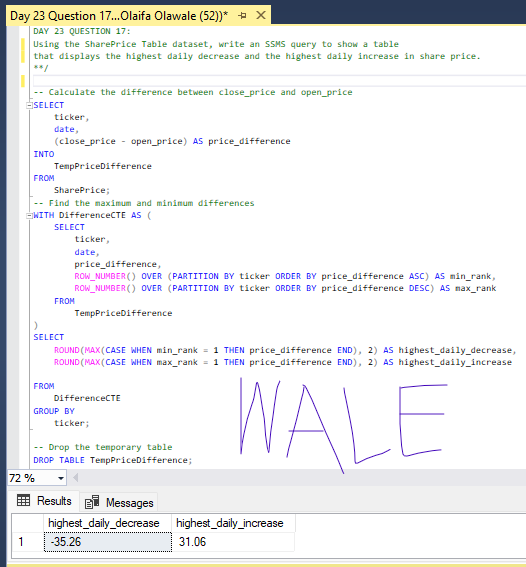 Day 23 Question 17...Olaifa Olawale (52))*
DAY 23 QUESTION 17:
Using the SharePrice Table dataset, write an SSMS query to show a table
that displays the highest daily decrease and the highest daily increase in share price.
**/
-- Calculate the difference between close_price and open_price
SELECT
ticker,
date,
(close_price - open_price) AS price_difference
INTO
TempPriceDifference
FROM
SharePrice;
-- Find the maximum and minimum differences
WITH DifferenceCTE AS (
SELECT
ticker,
date,
price_difference,
ROW_NUMBER() OVER (PARTITION BY ticker ORDER BY price_difference ASC) AS min_rank,
ROW_NUMBER() OVER (PARTITION BY ticker ORDER BY price_difference DESC) AS max_rank
FROM
TempPriceDifference
)
SELECT
ROUND(MAX(CASE WHEN min_rank = 1 THEN price_difference END), 2) AS highest_daily_decrease,
ROUND(MAX(CASE WHEN max_rank = 1 THEN price_difference END), 2) AS highest_daily_increase
FROM
DifferenceCTE
GROUP BY
ticker;
WALE
-- Drop the temporary table
DROP TABLE TempPriceDifference;
72 %
Results Messages
highest_daily_decrease highest_daily_increase
1 -35.26 31.06